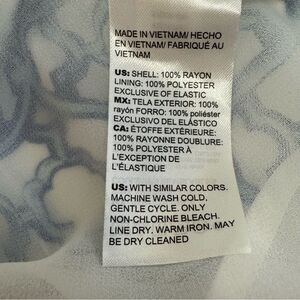 MADE IN VIETNAM/ HECHO
EN VIETNAM/ FABRIQUÉ AU
VIETNAM
US: SHELL: 100% RAYON
LINING: 100% POLYESTER
EXCLUSIVE OF ELASTIC
MX: TELA EXTERIOR: 100%
rayón FORRO: 100% poliéster
EXCLUSIVO DEL ELÁSTICO
CA: ÉTOFFE EXTÉRIEURE:
100% RAYONNE DOUBLURE:
100% POLYESTER À
L'EXCEPTION DE
L'ÉLASTIQUE
US: WITH SIMILAR COLORS.
MACHINE WASH COLD,
GENTLE CYCLE. ONLY
NON-CHLORINE BLEACH.
LINE DRY. WARM IRON. MAY
BE DRY CLEANED